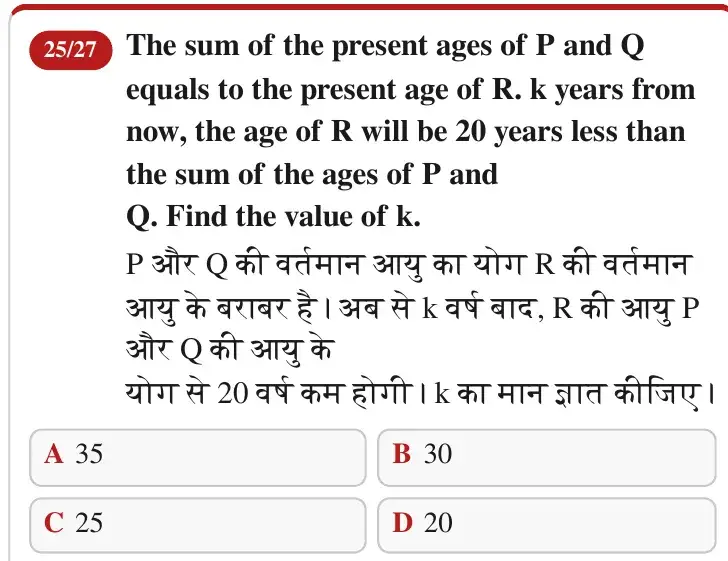 25/27 The sum of the present ages of P and Q
equals to the present age of R. k years from
now, the age of R will be 20 years less than
the sum of the ages of P and
Q. Find the value of k.
P और Q की वर्तमान आयु का योग R की वर्तमान
आयु के बराबर है। अब से k वर्ष बाद, R की आयु P
और Q की आयु के
योग से 20 वर्ष कम होगी। k का मान ज्ञात कीजिए।
A 35
B 30
C 25
D 20